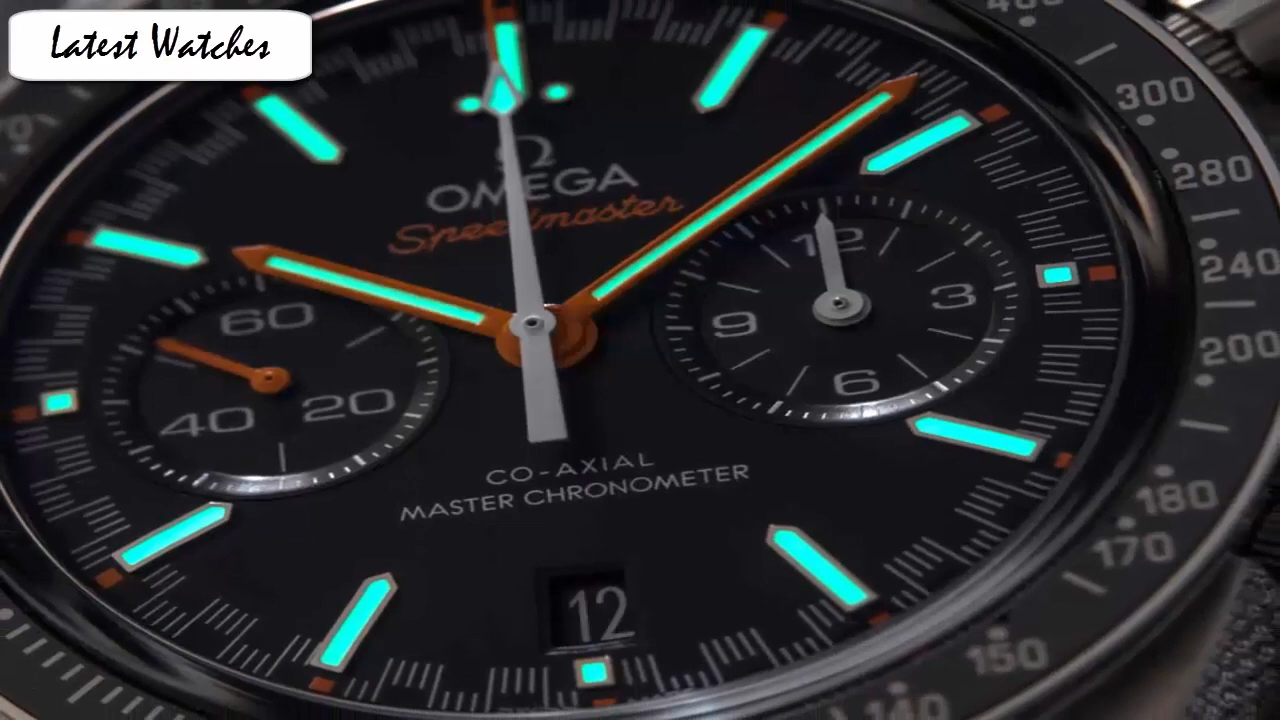 Latest Watches
Ω
OMEGA
Speedmaster
60
40 20
12
9 3
6
CO-AXIAL
MASTER CHRONOMETER
12
300
280
240
200
180
170
150
140